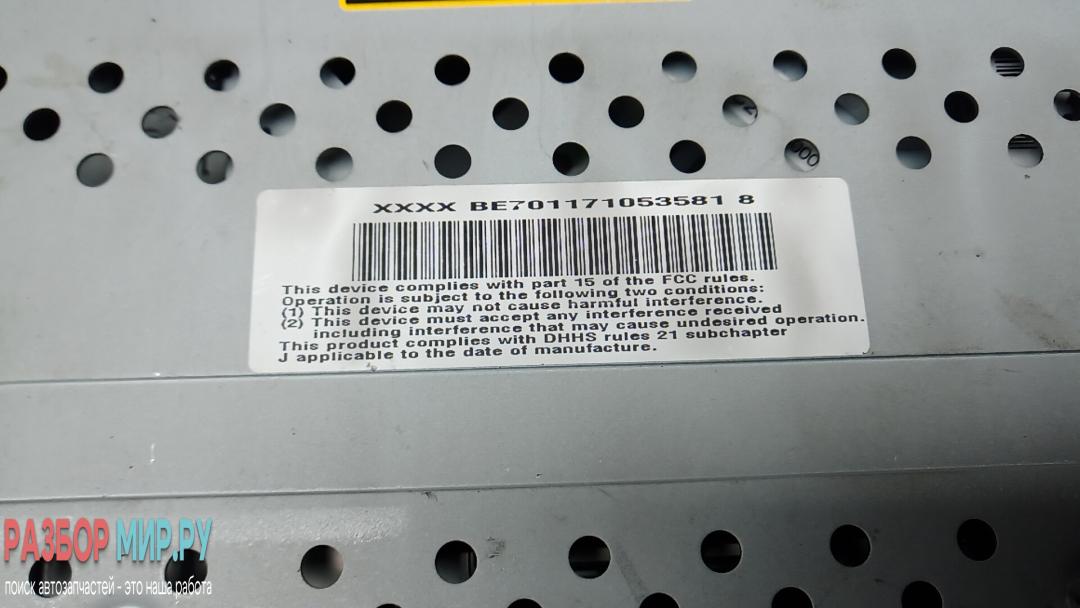 XXXX BE701171053581 8
This device complies with part 15 of the FCC rules.
Operation is subject to the following two conditions:
(1) This device may not cause harmful interference.
(2) This device must accept any interference received
including interference that may cause undesired operation.
This product complies with DHHS rules 21 subchapter
J applicable to the date of manufacture.
РАЗБОР МИР.РУ
поиск автозапчастей - это наша работа